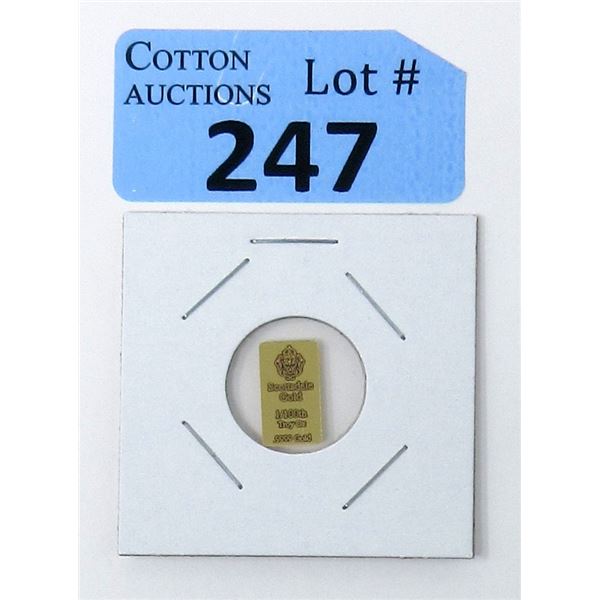 COTTON
AUCTIONS
Lot #
247
Scottsdale
Gold
1/100th
Troy Oz
.9999 Gold